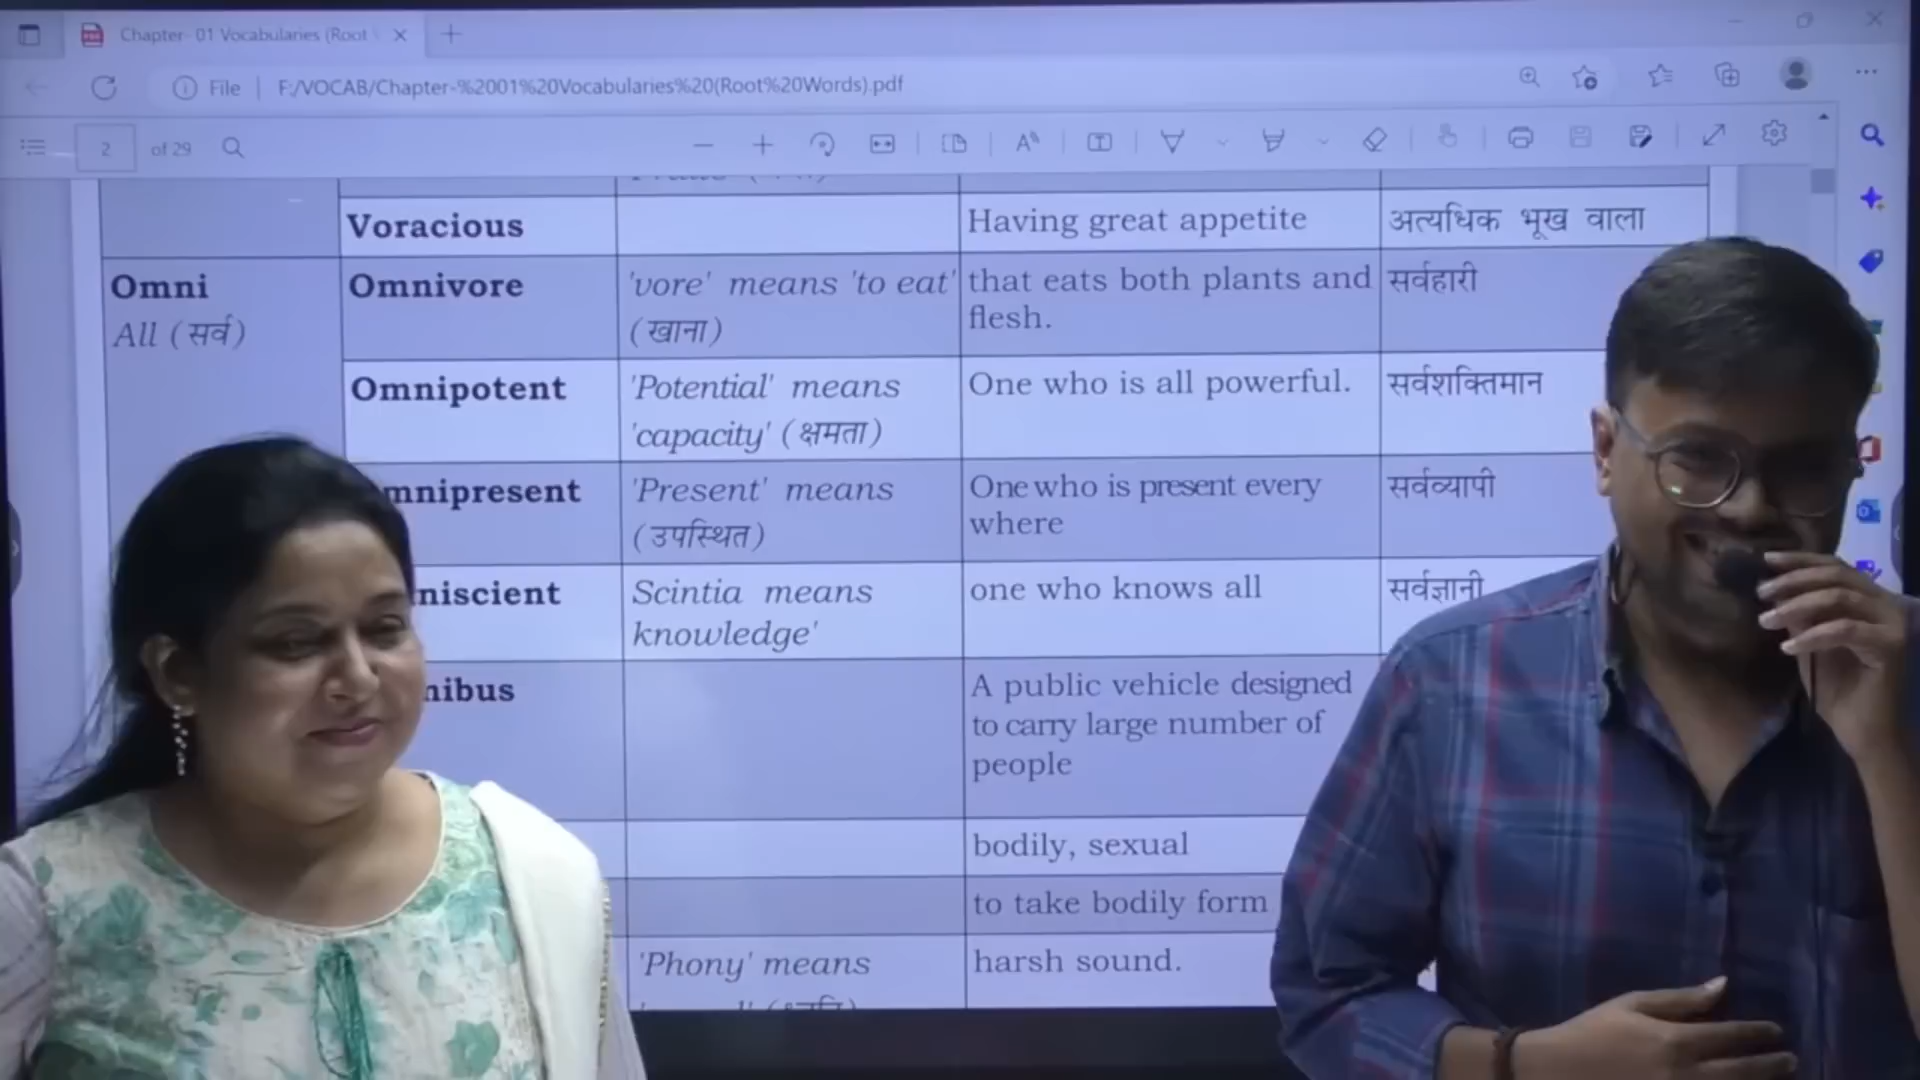 Chapter- 01 Vocabularies (Root
File
F:/VOCAB/Chapter-%2001%20Vocabularies%20(Root%20Words).pdf
2 of 29
Voracious Having great appetite अत्यधिक भूख वाला
Omni Omnivore 'vore' means 'to eat' that eats both plants and सर्वहारी
All (सर्व) (खाना) flesh.
Omnipotent 'Potential' means One who is all powerful. सर्वशक्तिमान
'capacity' (क्षमता)
mnipresent 'Present' means One who is present every सर्वव्यापी
(उपस्थित) where
niscient Scintia means one who knows all सर्वज्ञानी
knowledge'
nibus A public vehicle designed
to carry large number of
people
bodily, sexual
to take bodily form
'Phony' means harsh sound.